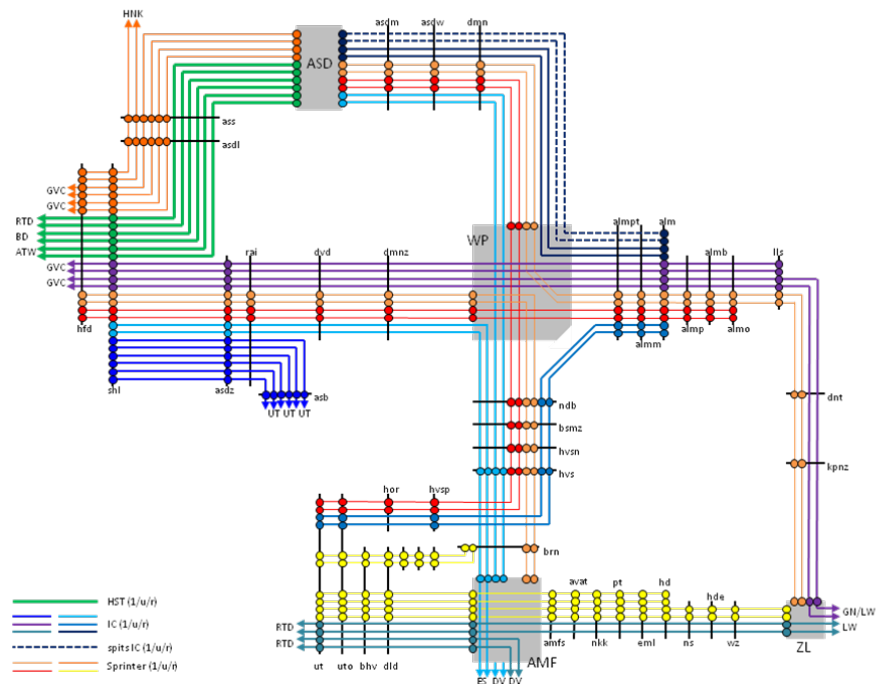 HNK
ASD
asdm
asdw
dmn
ass
asdl
GVC
GVC
RTD
BD
ATW
GVC
GVC
WP
almpt
alm
rai
dvd
dmnz
almb
lls
hfd
almm
almp
almo
shl
asdz
asb
UT UT UT
ndb
bsmz
hvsn
hvs
dnt
kpnz
hor
hvsp
brn
avat
pt
hd
hde
HST (1/u/r)
IC (1/u/r)
spits IC (1/u/r)
Sprinter (1/u/r)
RTD
RTD
GN/LW
LW
ut
uto
bhv
dld
amfs
nkk
eml
ns
wz
AMF
ZL
ES
DV
DV